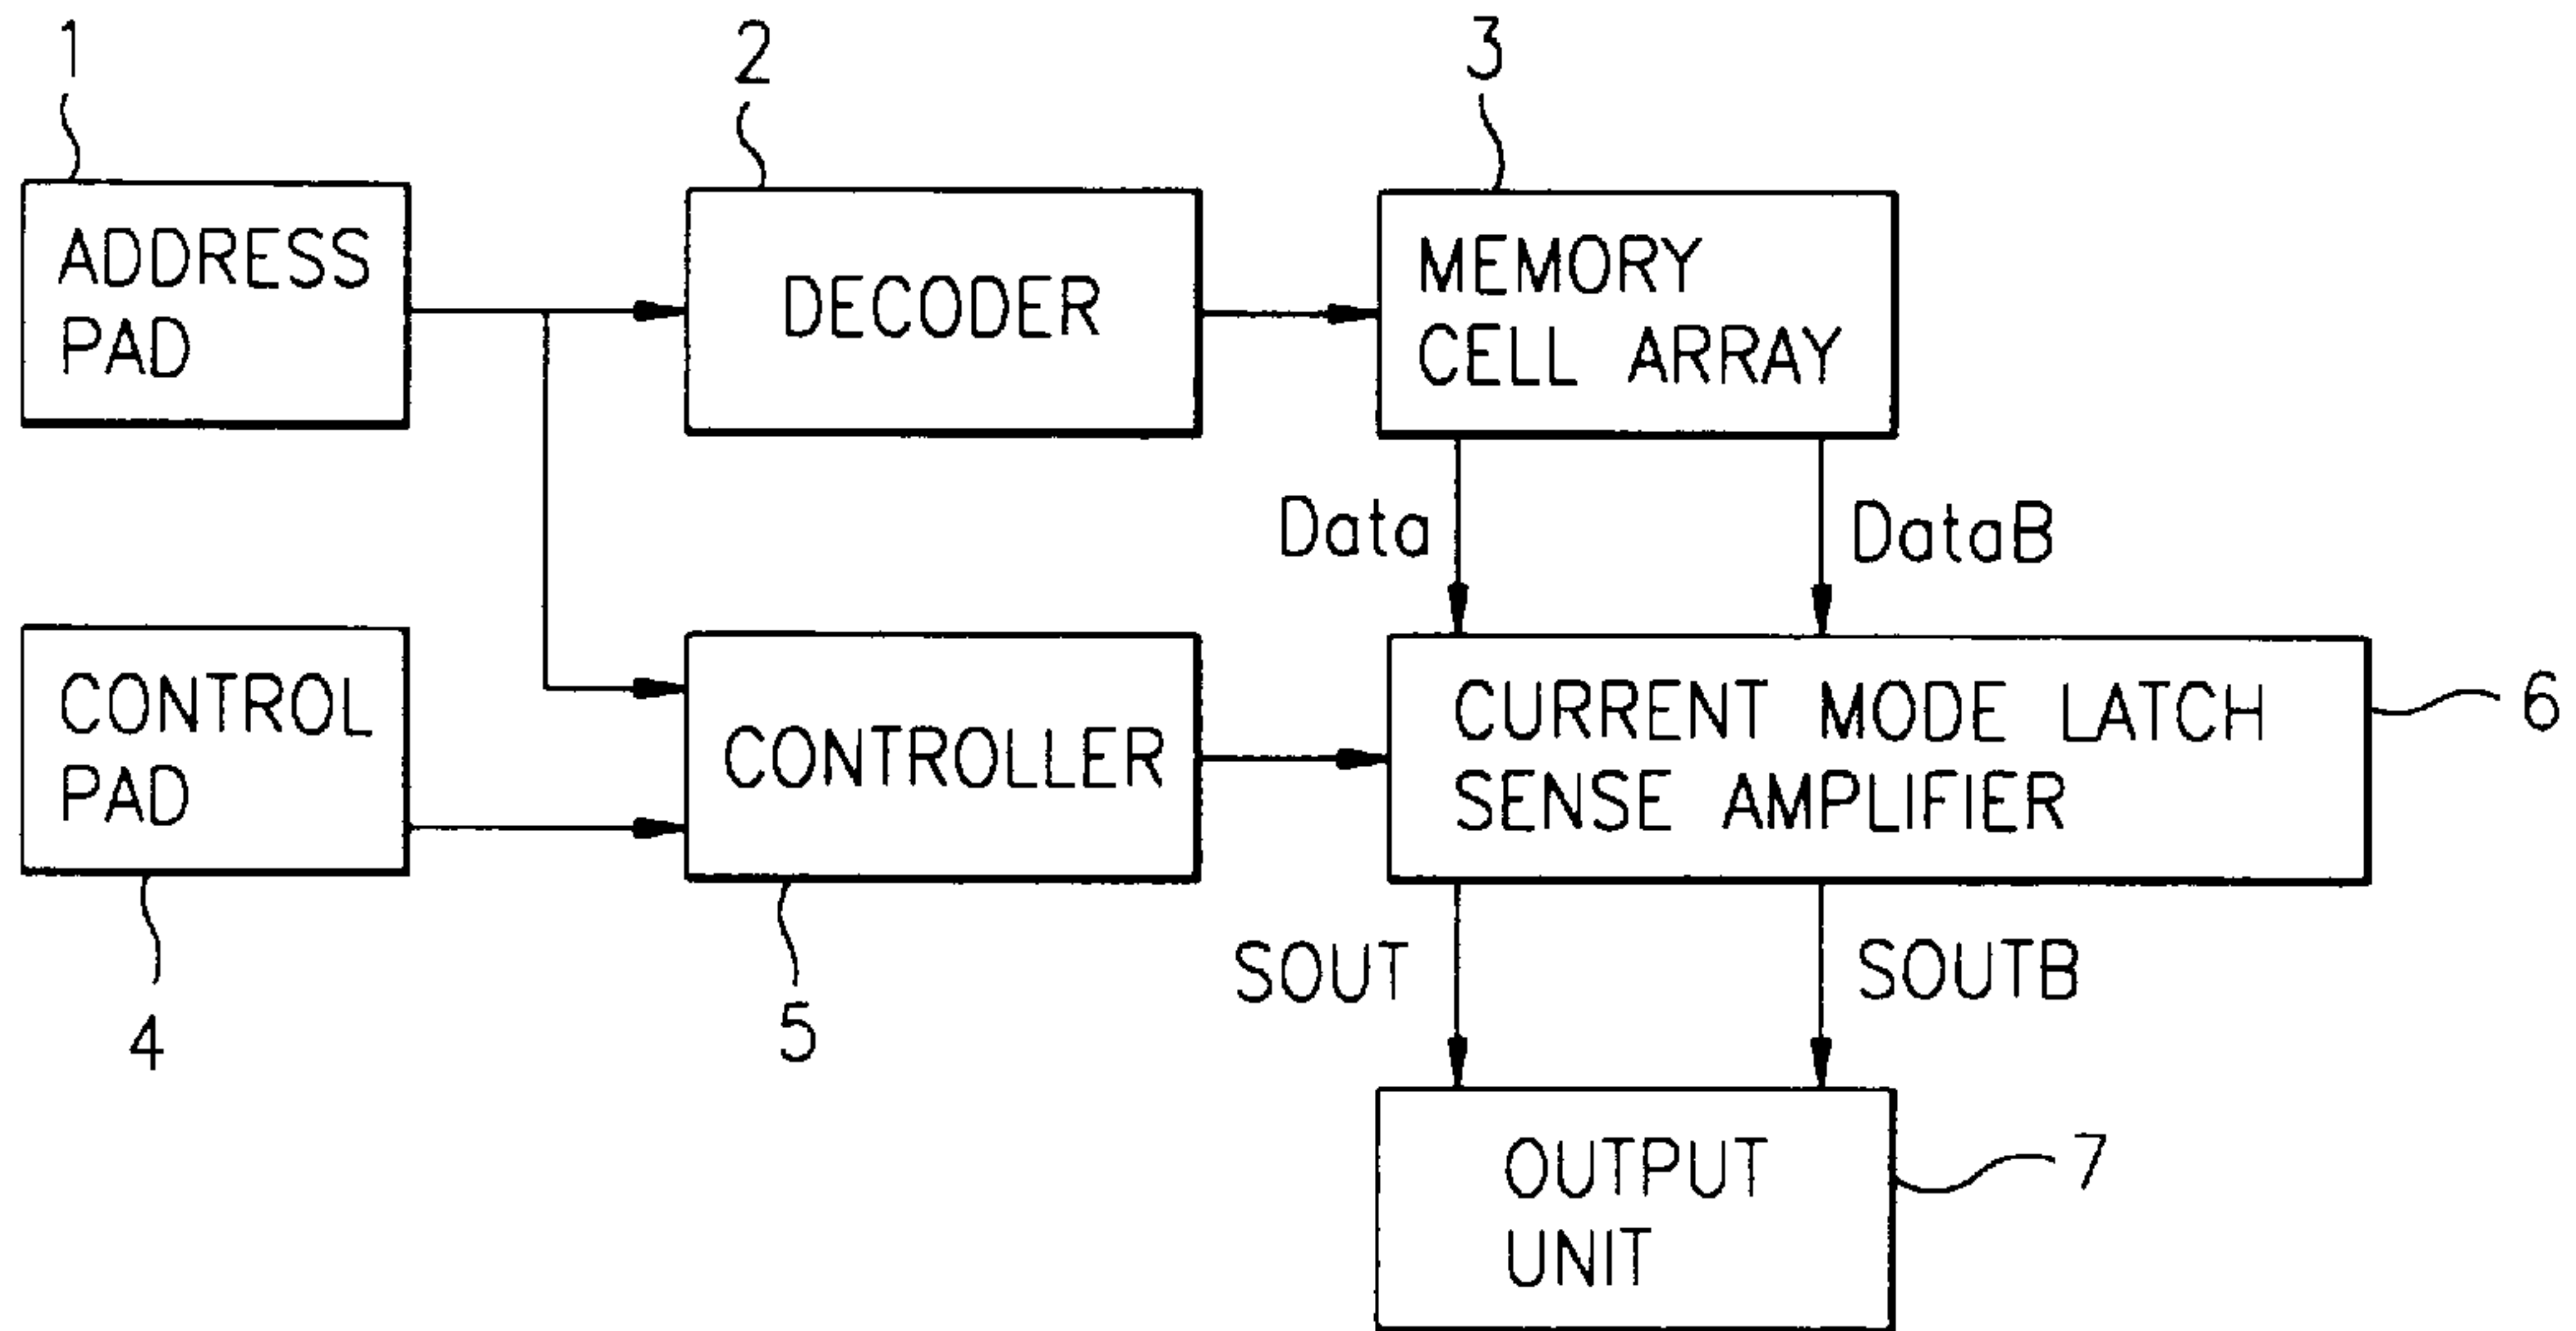 1
2
3
ADDRESS
PAD
DECODER
MEMORY
CELL ARRAY
Data
DataB
CONTROL
PAD
CONTROLLER
CURRENT MODE LATCH
SENSE AMPLIFIER
6
4
5
SOUT
SOUTB
OUTPUT
UNIT
7